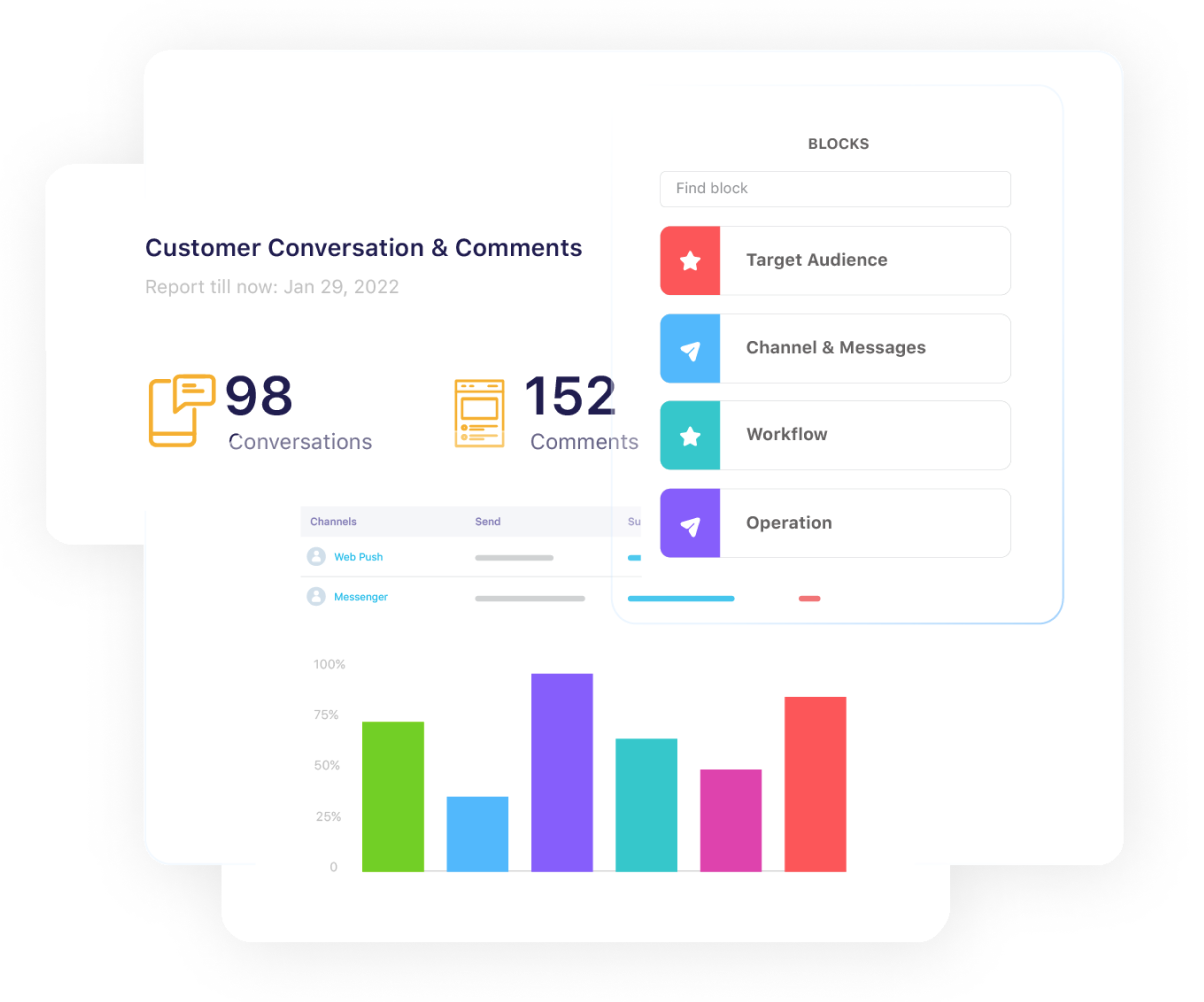 BLOCKS
Find block
Target Audience
Channel & Messages
Workflow
Operation
Customer Conversation & Comments
Report till now: Jan 29, 2022
98
Conversations
152
Comments
Channels Send Su
Web Push
Messenger
100%
75%
50%
25%
0